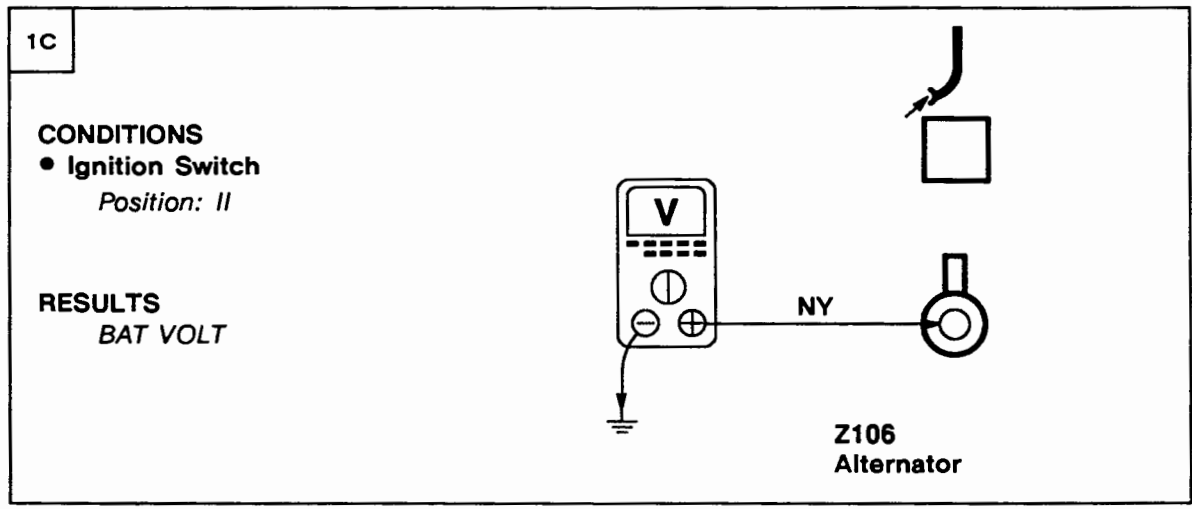 1C
CONDITIONS
● Ignition Switch
Position: II
RESULTS
BAT VOLT
V
NY
Z106
Alternator